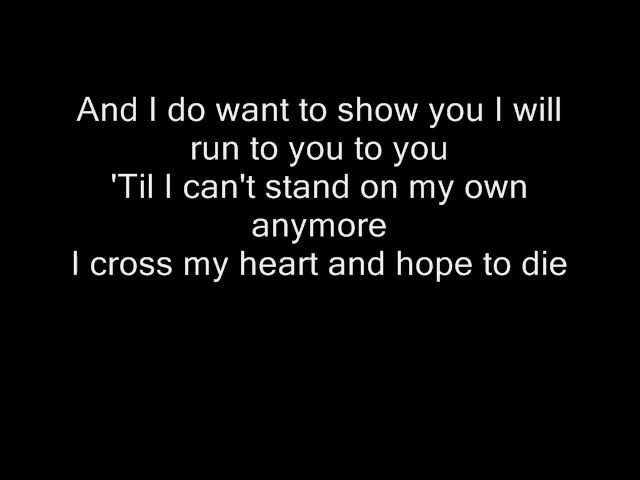 And I do want to show you I will
run to you to you
'Til I can't stand on my own
anymore
I cross my heart and hope to die